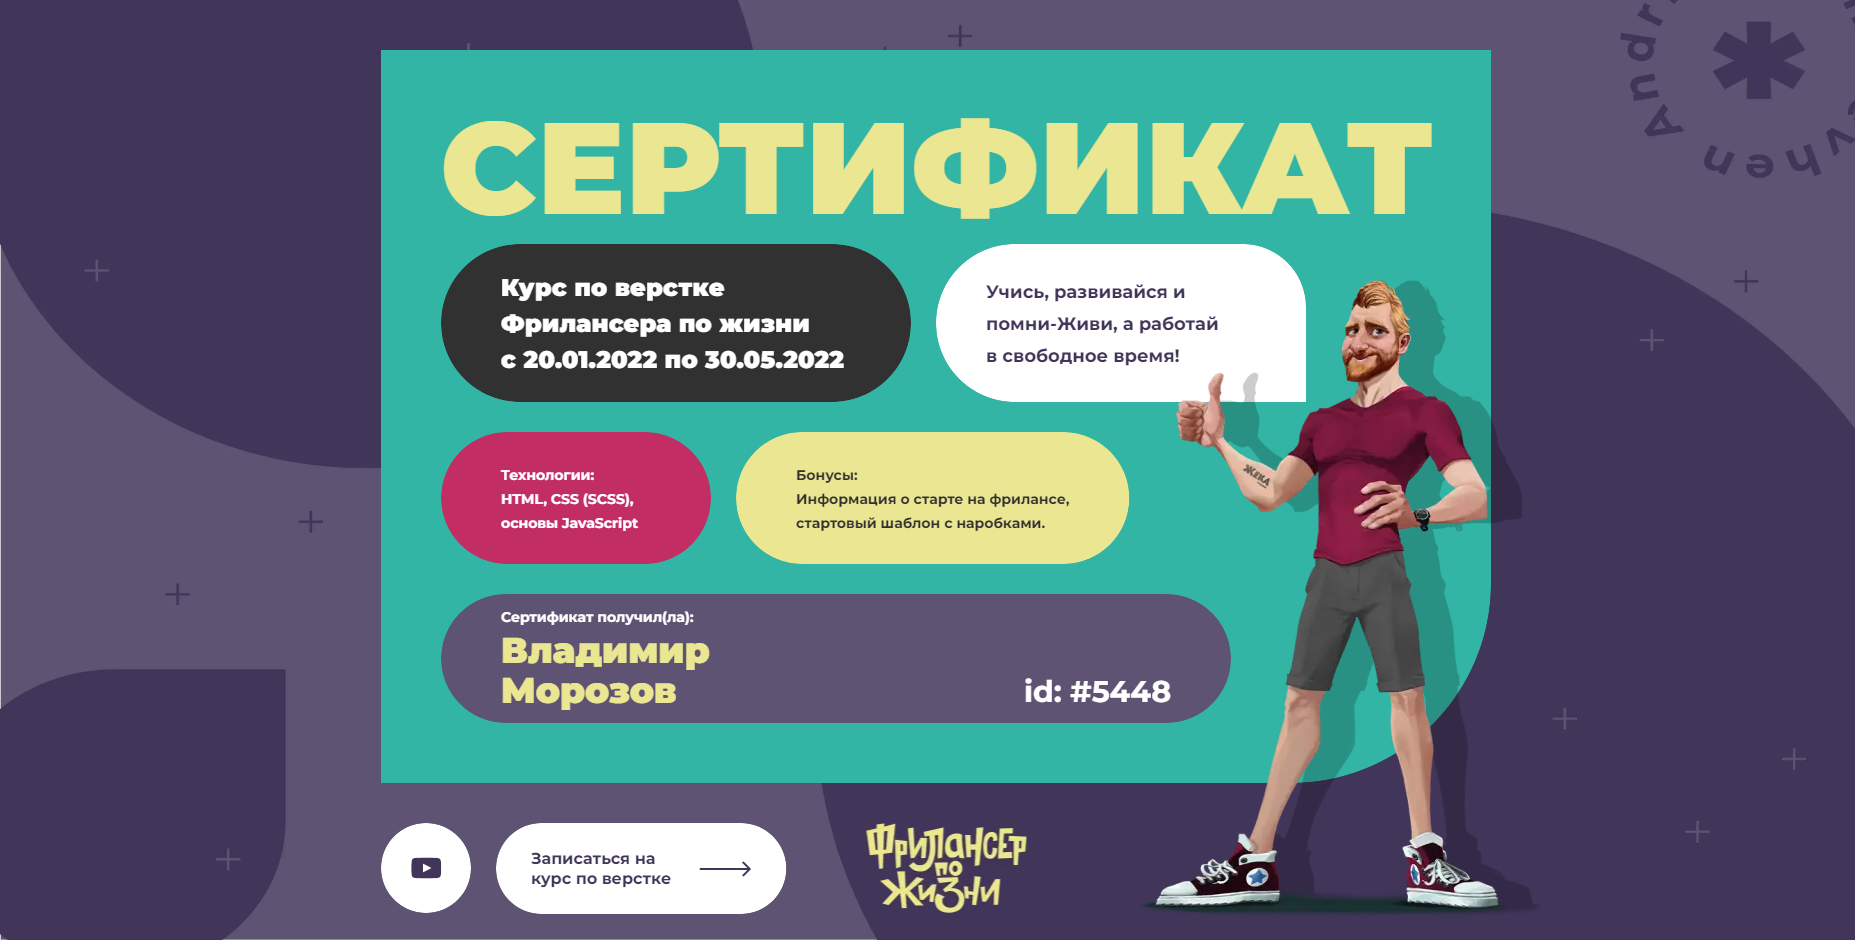 СЕРТИФИКАТ
Курс по верстке
Фрилансера по жизни
с 20.01.2022 по 30.05.2022
Учись, развивайся и
помни-Живи, а работай
в свободное время!
ЖЕКА
Технологии:
HTML, CSS (SCSS),
основы JavaScript
Бонусы:
Информация о старте на фрилансе,
стартовый шаблон с наробками.
Сертификат получил(ла):
Владимир
Морозов
id: #5448
Записаться на
курс по верстке
Фрилансер
по
жизни